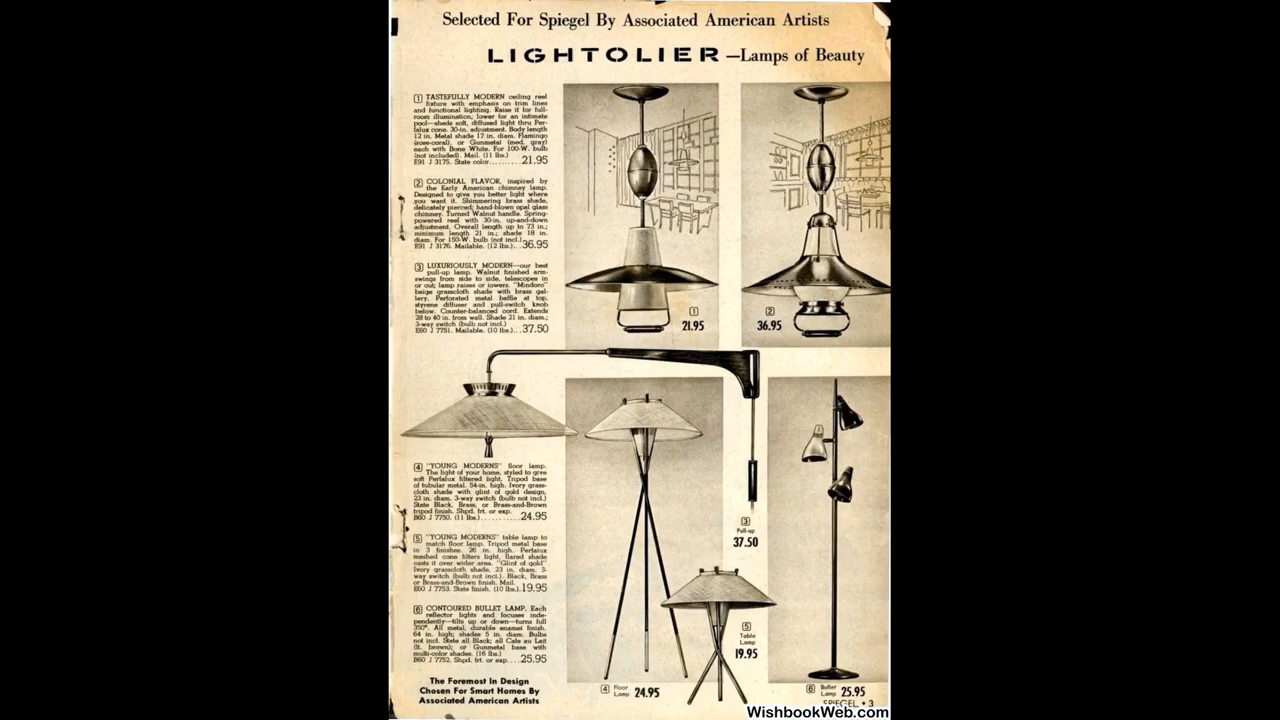 Selected For Spiegel By Associated American Artists
LIGHTOLIER —Lamps of Beauty
1 TASTEFULLY MODERN ceiling reel
fixture with emphasis on trim lines
and functional lighting. Raise it for full-
room illumination, lower for an intimate
pool—sheds soft, diffused light thru Per-
falux cone. 30-in. adjustment. Body length
12 in. Metal shade 17 in. diam. Flamingo
(rose-coral), or Gunmetal (med. gray)
each with Bone White. For 100-W. bulb
(not included). Mail. (11 lbs.)
E91 J 3175. State color.........21.95
2 COLONIAL FLAVOR, inspired by
the Early American chimney lamp.
Designed to give you better light where
you want it. Shimmering brass shade,
delicately pierced; hand-blown opal glass
chimney. Turned Walnut handle. Spring-
powered reel with 30-in. up-and-down
adjustment. Overall length up to 73 in.;
minimum length 21 in.; shade 18 in.
diam. For 150-W. bulb (not incl.)
E91 J 3176. Mailable. (12 lbs.)...36.95
3 LUXURIOUSLY MODERN—our best
pull-up lamp. Walnut finished arm-
swings from side to side, telescopes in
or out; lamp raises or lowers. "Mindoro"
beige grasscloth shade with brass gal-
lery. Perforated metal baffle at top,
styrene diffuser and pull-switch knob
below. Counter-balanced cord. Extends
28 to 40 in. from wall. Shade 21 in. diam.;
3-way switch (bulb not incl.)
E60 J 7751. Mailable. (10 lbs.)...37.50
1
21.95
2
36.95
4 "YOUNG MODERNS" floor lamp.
The light of your home, styled to give
soft Perfalux filtered light. Tripod base
of tubular metal. 54-in. high. Ivory grass-
cloth shade with glint of gold design,
23 in. diam. 3-way switch (bulb not incl.)
State Black, Brass, or Brass-and-Brown
tripod finish. Shpd. frt. or exp.
B60 J 7750. (11 lbs.)...........24.95
5 "YOUNG MODERNS" table lamp to
match floor lamp. Tripod metal base
in 3 finishes. 26 in. high. Perfalux
meshed cone filters light, flared shade
casts it over wider area. "Glint of gold"
Ivory grasscloth shade, 23 in. diam. 3-
way switch (bulb not incl.). Black, Brass
or Brass-and-Brown finish. Mail.
E60 J 7753. State finish. (10 lbs.).19.95
6 CONTOURED BULLET LAMP. Each
reflector lights and focuses inde-
pendently—tilts up or down—turns full
350°. All metal, durable enamel finish.
64 in. high; shades 5 in. diam. Bulbs
not incl. State all Black; all Cafe au Lait
(lt. brown); or Gunmetal base with
multi-color shades. (16 lbs.)
B60 J 7752. Shpd. frt. or exp....25.95
3
Pull-up
37.50
5
Table
Lamp
19.95
4 Floor
Lamp 24.95
6 Bullet
Lamp 25.95
The Foremost In Design
Chosen For Smart Homes By
Associated American Artists
SPIEGEL • 3
WishbookWeb.com